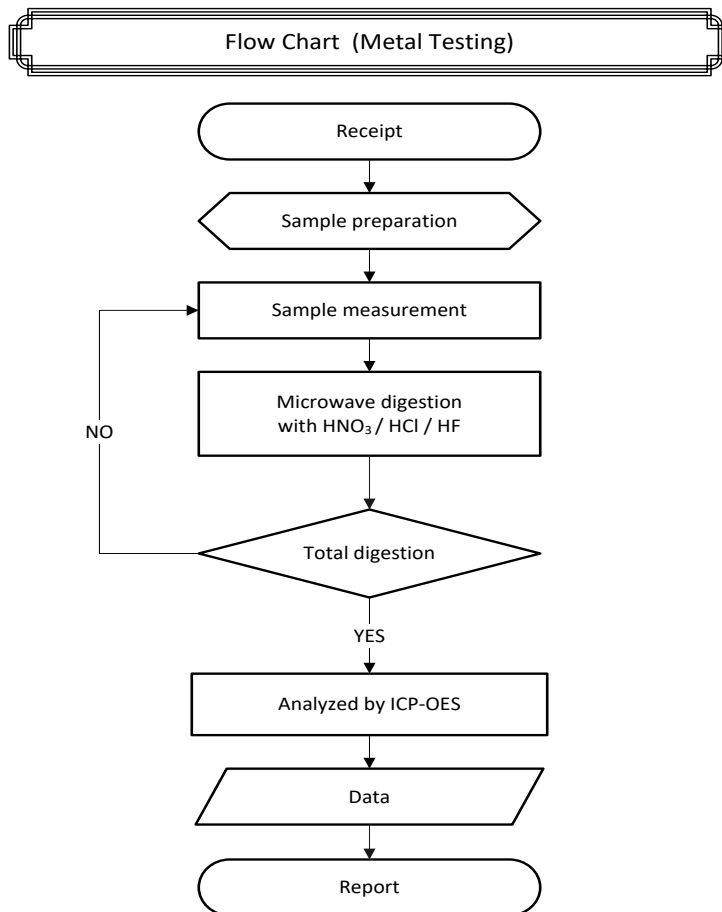 Flow Chart (Metal Testing)
Receipt
Sample preparation
Sample measurement
Microwave digestion
with HNO₃ / HCl / HF
NO
Total digestion
YES
Analyzed by ICP-OES
Data
Report